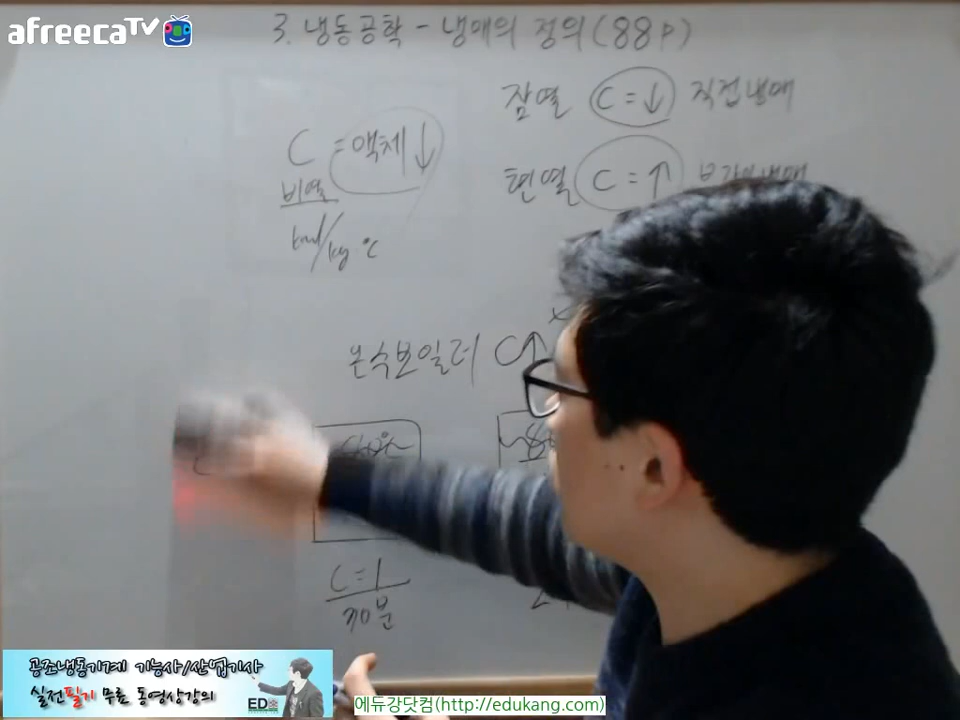 afreecaTV
3. 냉동공학 - 냉매의 정의(88P)
잠열 C=↓ 직접냉매
C = 액체↓
현열 C=↑
비열
kcal/kg ℃
온수보일러 C↑
C=1
30분
공조냉동기계 기능사/산업기사
실전필기 무료 동영상강의
에듀강닷컴(http://edukang.com)